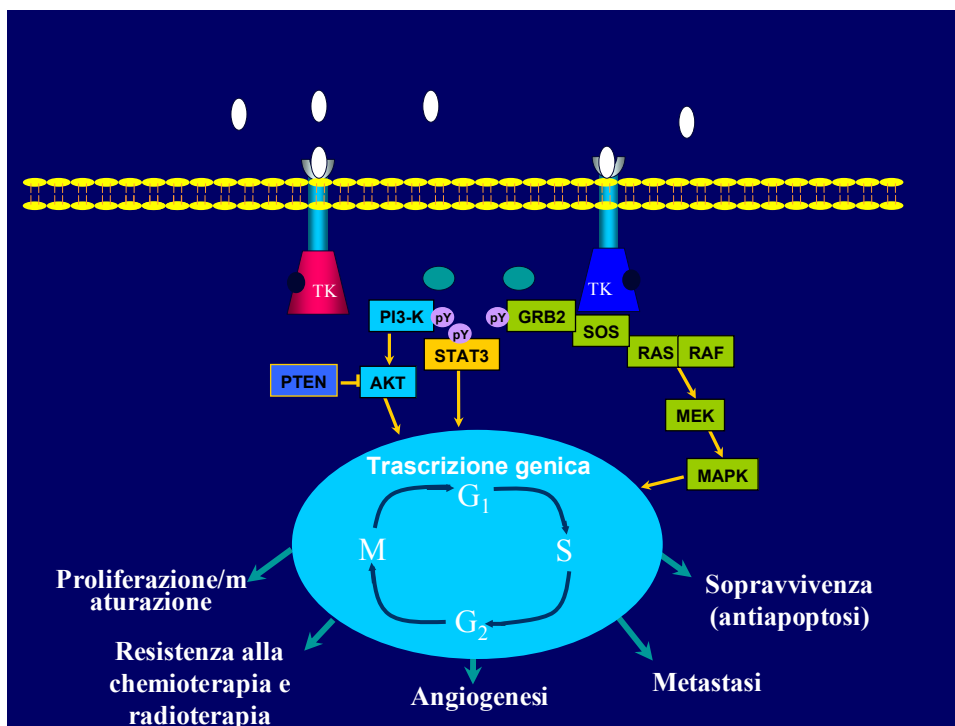 TK
TK
PI3-K
pY
pY
pY
GRB2
SOS
STAT3
RAS
RAF
PTEN
AKT
MEK
MAPK
Trascrizione genica
G1
M
S
G2
Proliferazione/m
aturazione
Sopravvivenza
(antiapoptosi)
Resistenza alla
chemioterapia e
radioterapia
Angiogenesi
Metastasi